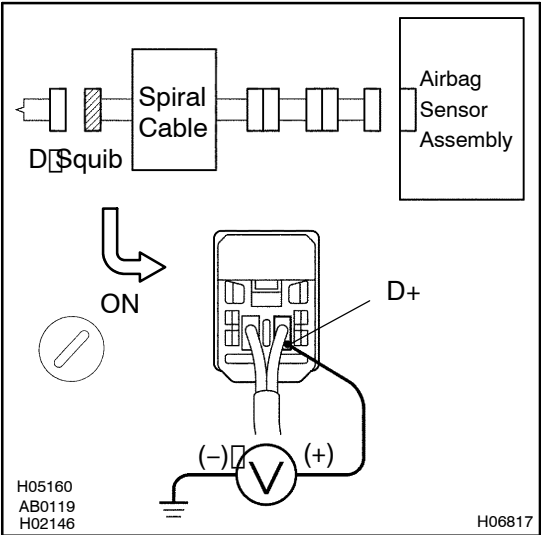 Spiral
Cable
Airbag
Sensor
Assembly
D Squib
ON
D+
(−)
(+)
V
H05160
AB0119
H02146
H06817